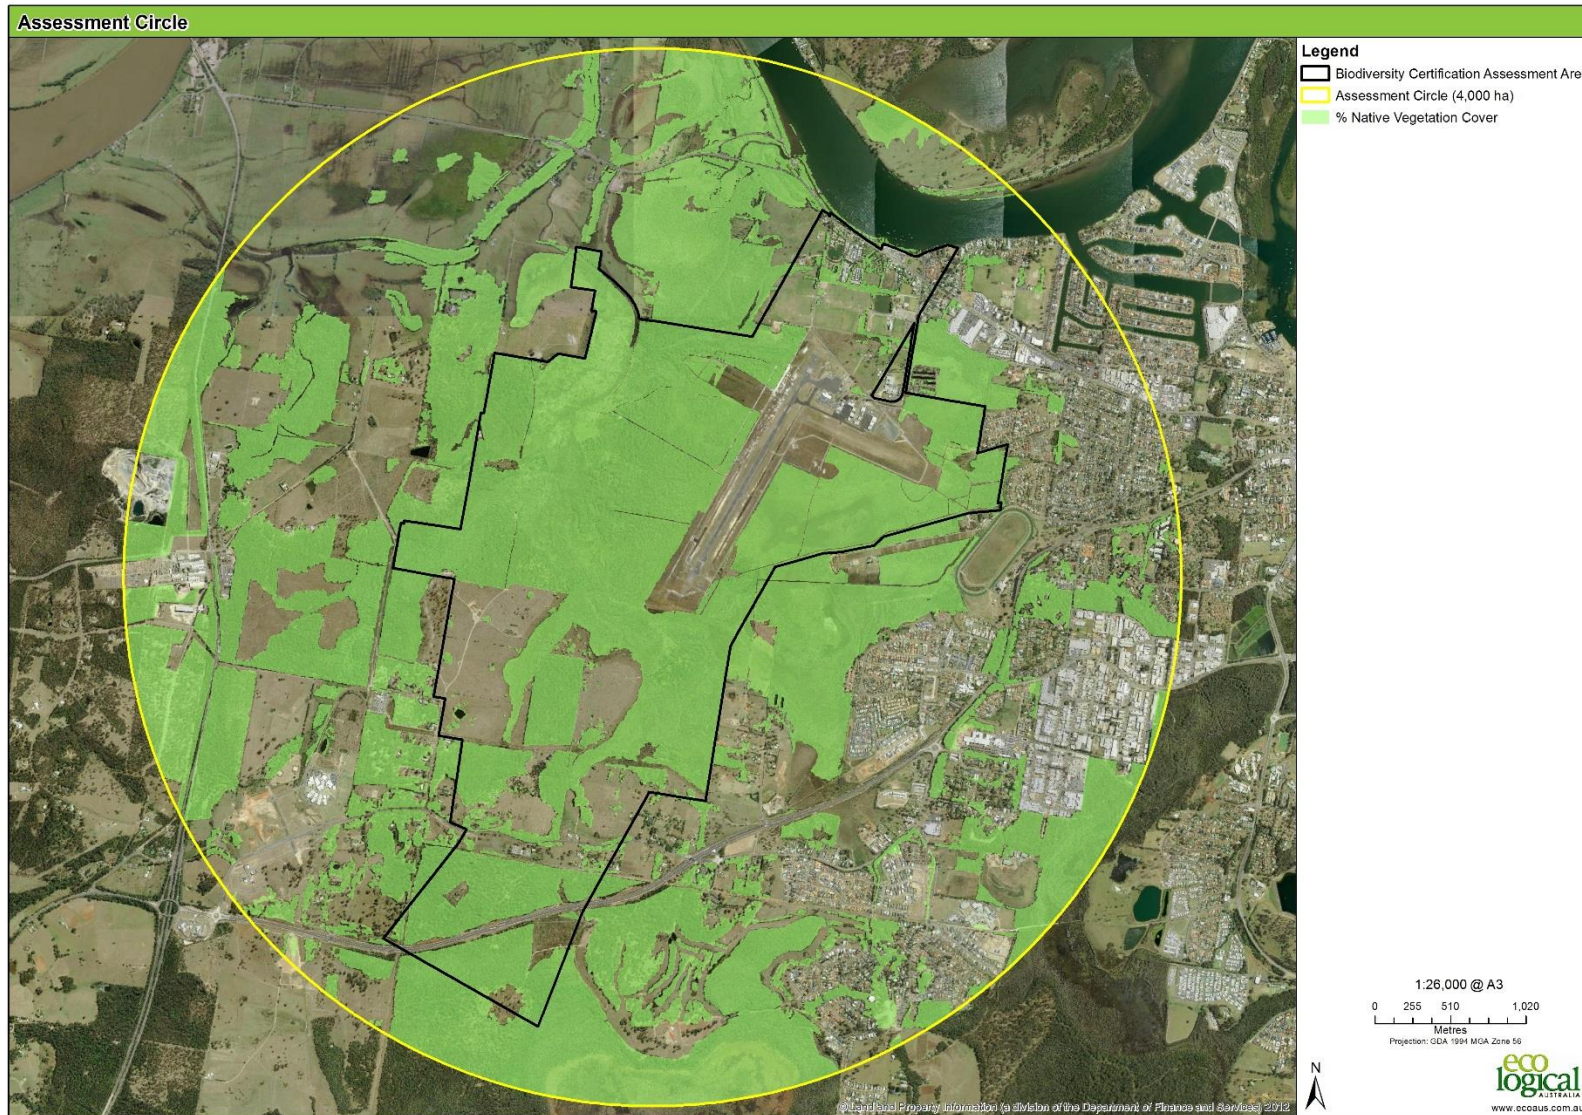 Assessment Circle
Legend
Biodiversity Certification Assessment Are
Assessment Circle (4,000 ha)
% Native Vegetation Cover
1:26,000 @ A3
0 255 510 1,020
Metres
Projection: GDA 1994 MGA Zone 56
N
eco
logical
AUSTRALIA
www.ecoaus.com.au
© Land and Property Information (a division of the Department of Finance and Services) 2012